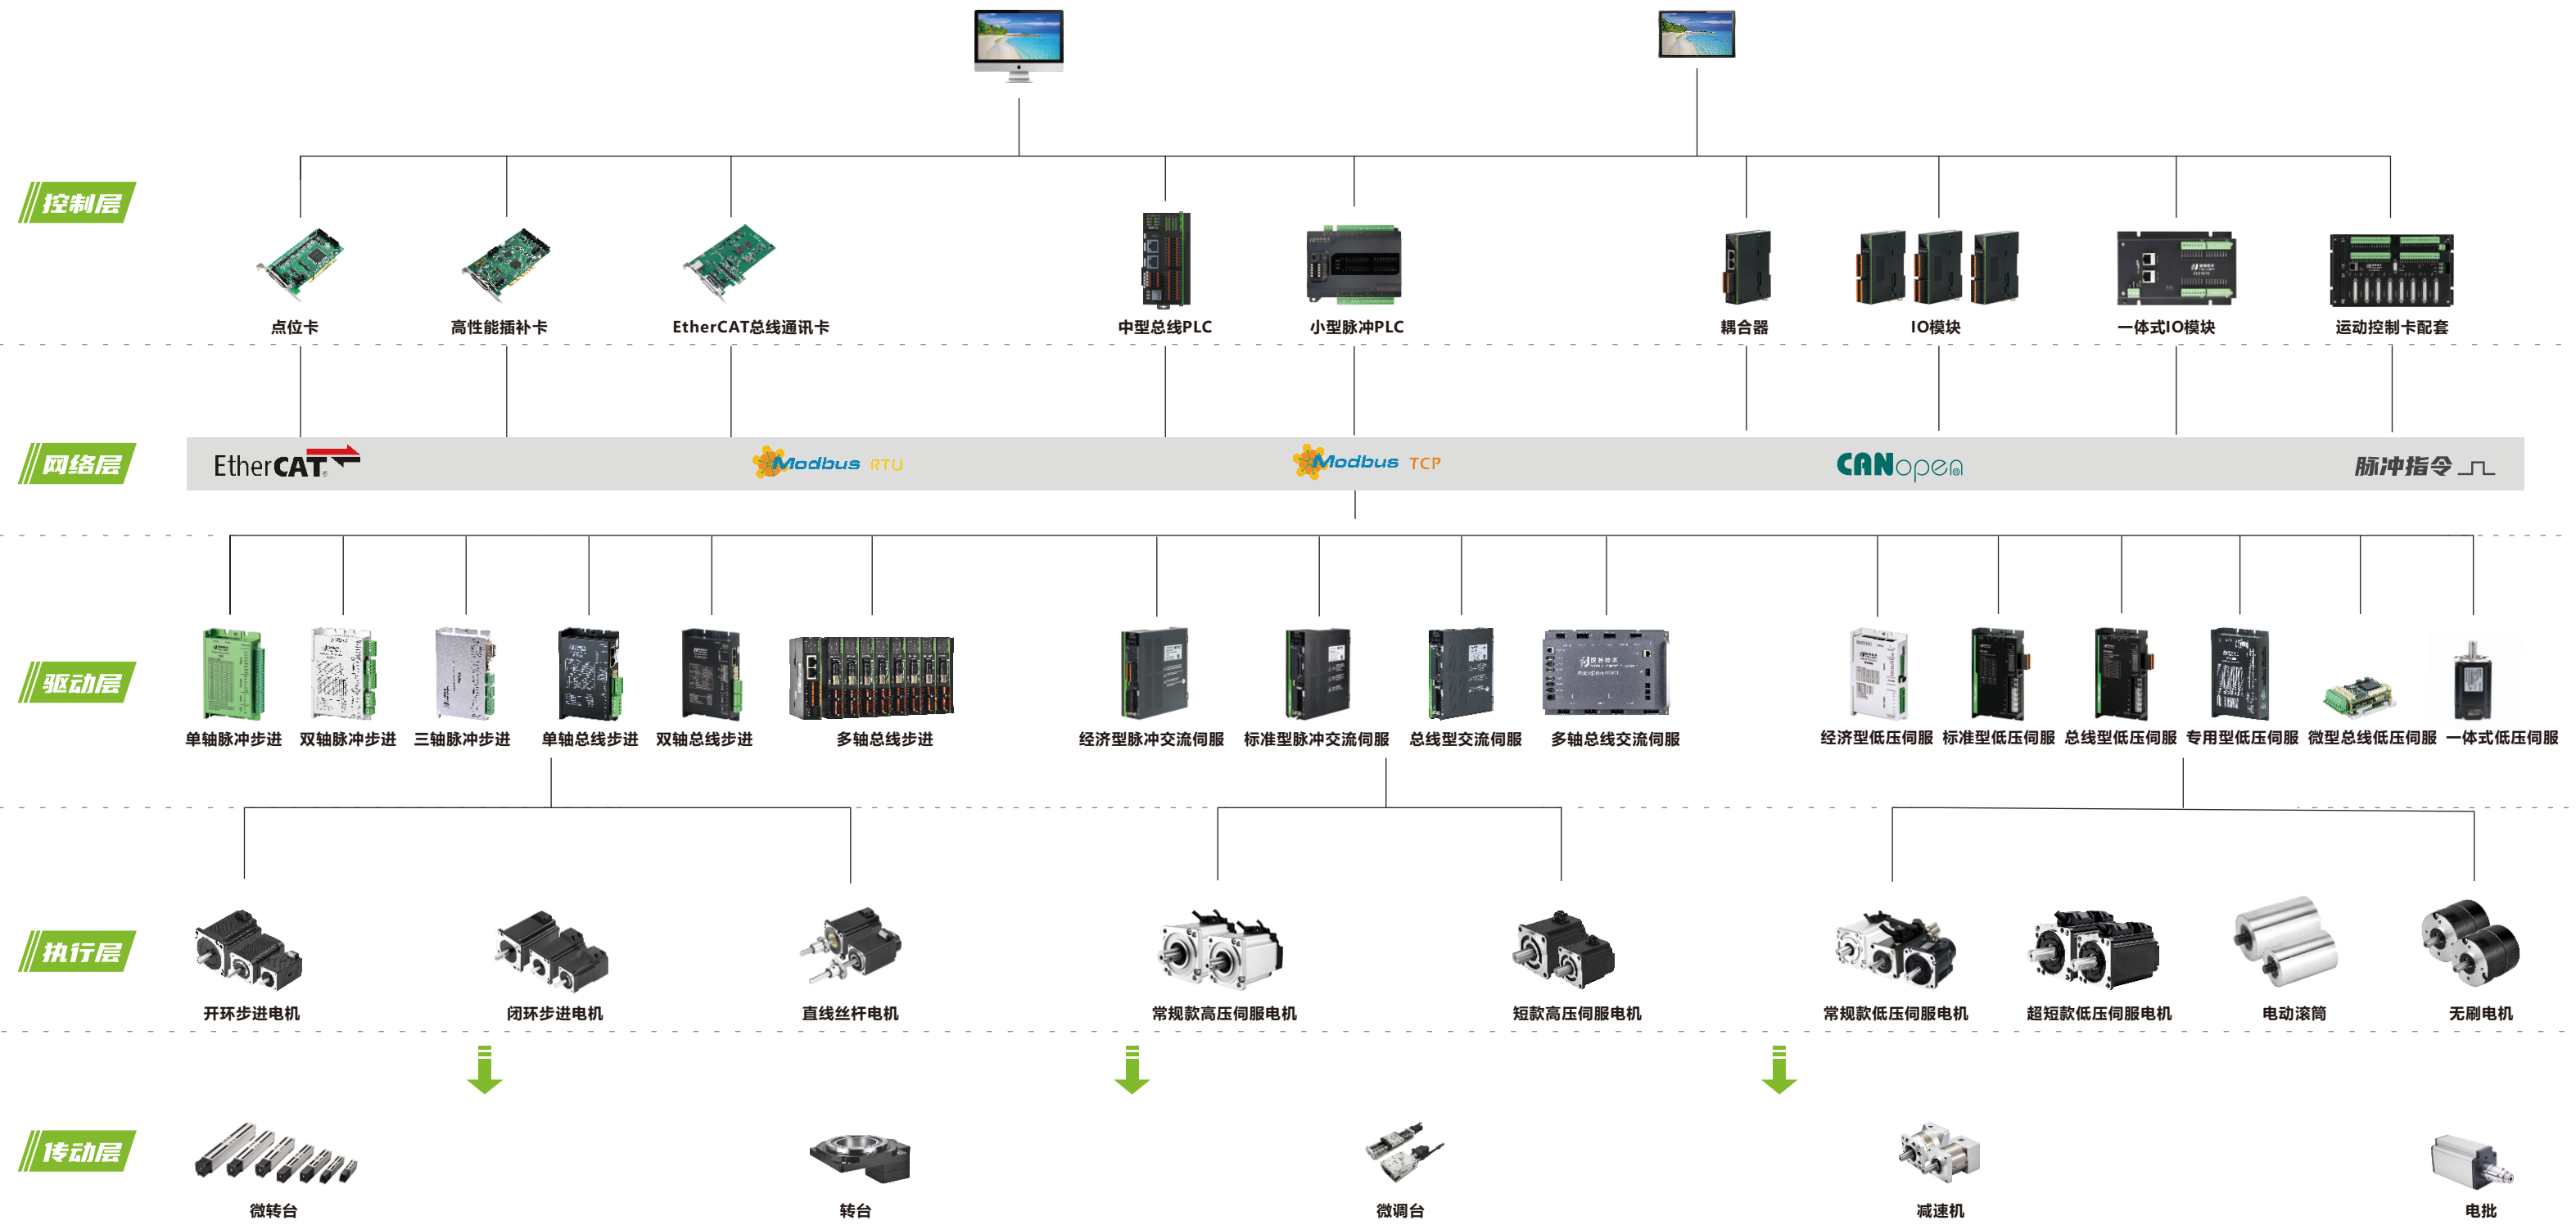 控制层
点位卡
高性能插补卡
EtherCAT总线通讯卡
中型总线PLC
小型脉冲PLC
耦合器
IO模块
一体式IO模块
运动控制卡配套
网络层
EtherCAT®
Modbus RTU
Modbus TCP
CANopen
脉冲指令
驱动层
单轴脉冲步进
双轴脉冲步进
三轴脉冲步进
单轴总线步进
双轴总线步进
多轴总线步进
经济型脉冲交流伺服
标准型脉冲交流伺服
总线型交流伺服
多轴总线交流伺服
经济型低压伺服
标准型低压伺服
总线型低压伺服
专用型低压伺服
微型总线低压伺服
一体式低压伺服
执行层
开环步进电机
闭环步进电机
直线丝杆电机
常规款高压伺服电机
短款高压伺服电机
常规款低压伺服电机
超短款低压伺服电机
电动滚筒
无刷电机
传动层
微转台
转台
微调台
减速机
电批